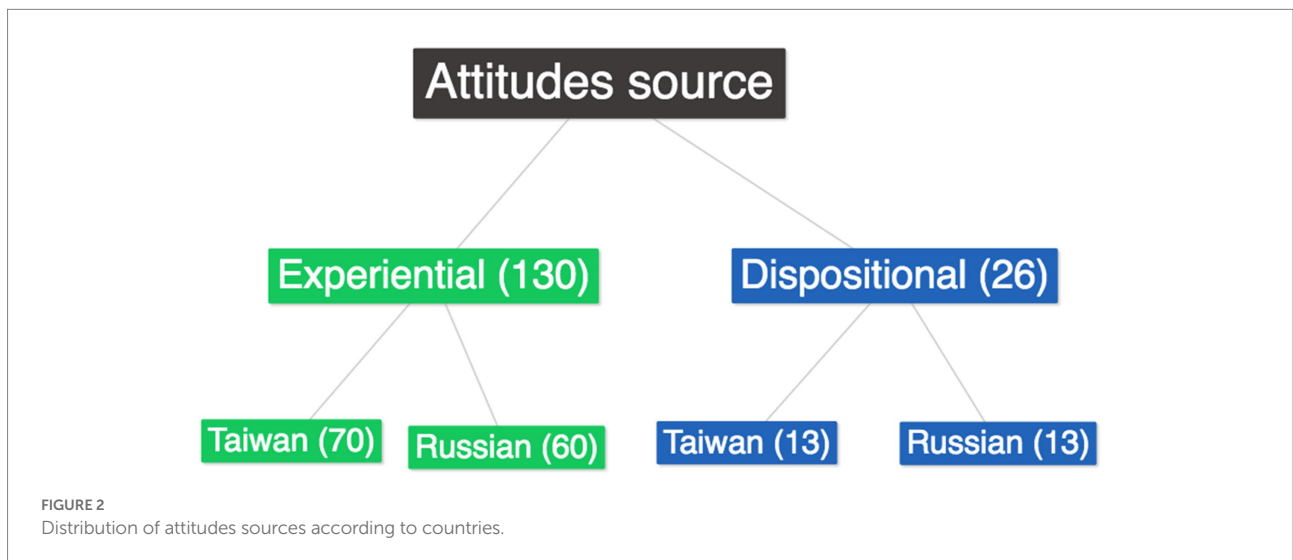 Attitudes source
Experiential (130)
Dispositional (26)
Taiwan (70)
Russian (60)
Taiwan (13)
Russian (13)
FIGURE 2
Distribution of attitudes sources according to countries.